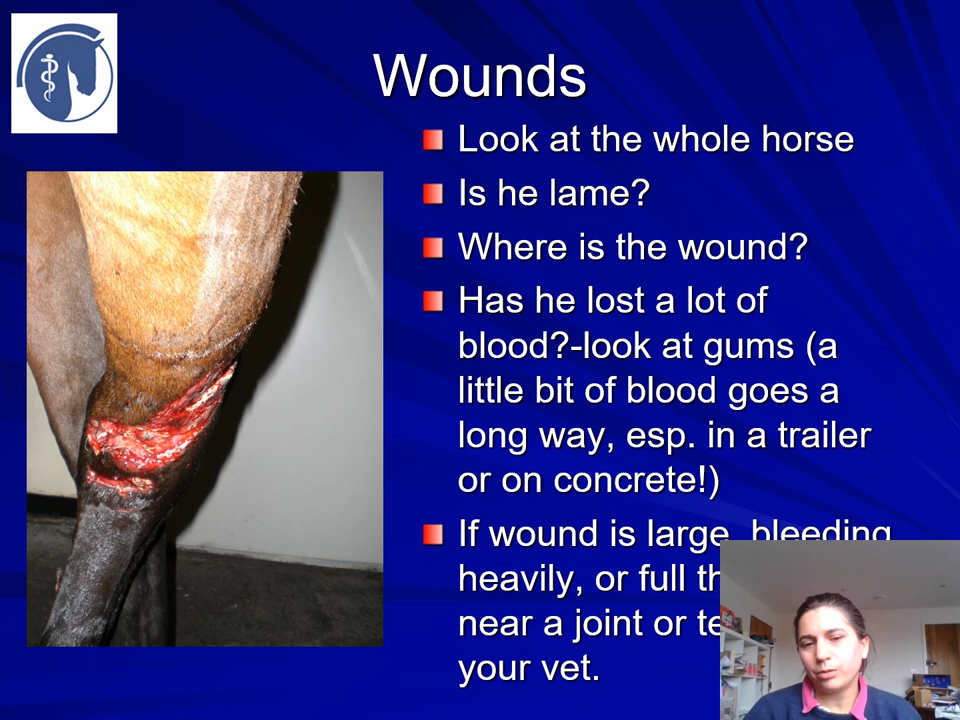 Wounds
Look at the whole horse
Is he lame?
Where is the wound?
Has he lost a lot of
blood?-look at gums (a
little bit of blood goes a
long way, esp. in a trailer
or on concrete!)
If wound is large, bleeding
heavily, or full
near a joint or
your vet.